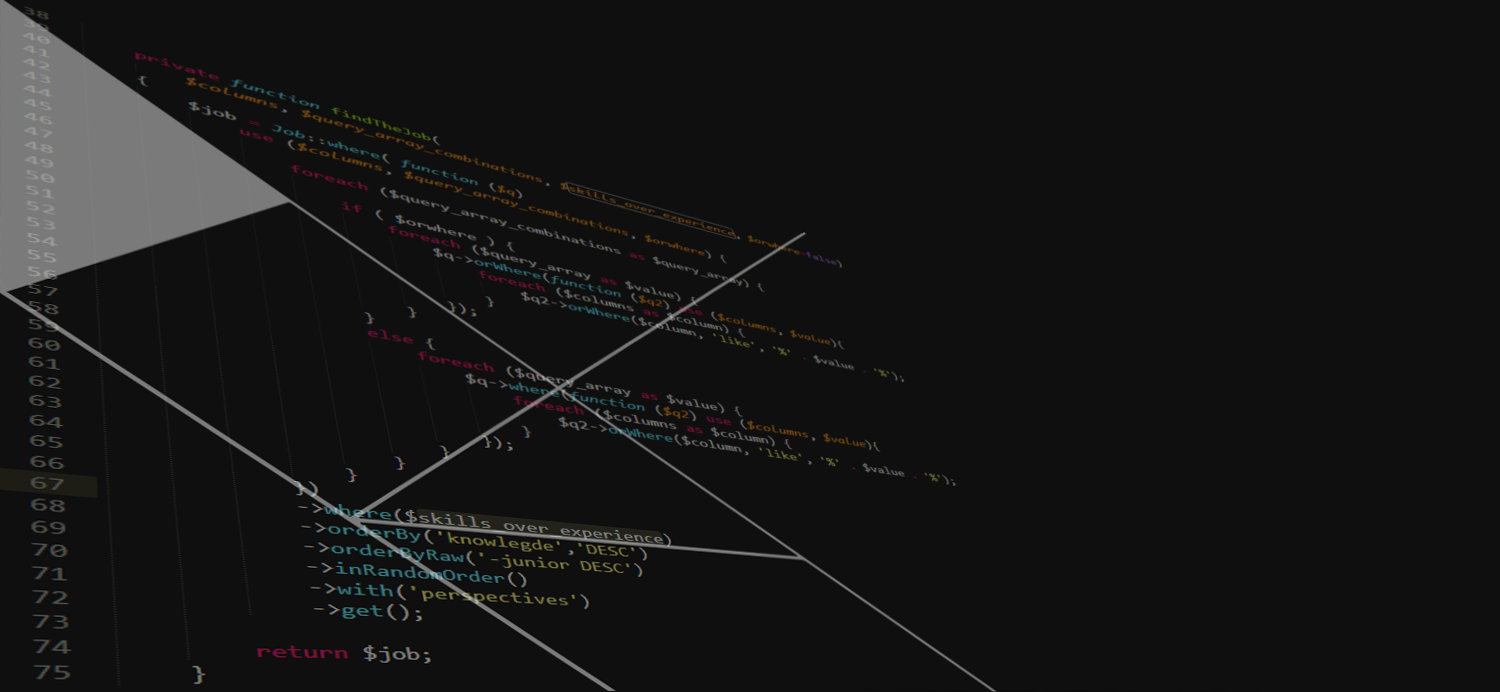 38
39
40
41
42
43
44
45
46
47
48
49
50
51
52
53
54
55
56
57
58
59
60
61
62
63
64
65
66
67
68
69
70
71
72
73
74
75
private function findTheJob(
$columns, $query_array_combinations, $skills_over_experience, $orwhere=false)
{
$job = Job::where( function ($q)
use ($columns, $query_array_combinations, $orwhere) {
foreach ($query_array_combinations as $query_array) {
if ( $orwhere ) {
foreach ($query_array as $value) {
$q->orWhere(function ($q2) use ($columns, $value){
foreach ($columns as $column) {
$q2->orWhere($column, 'like', '%' . $value . '%');
}
});
}
}
else {
foreach ($query_array as $value) {
$q->where(function ($q2) use ($columns, $value){
foreach ($columns as $column) {
$q2->orWhere($column, 'like', '%' . $value . '%');
}
});
}
}
}
})
->where($skills_over_experience)
->orderBy('knowlegde','DESC')
->orderByRaw('-junior DESC')
->inRandomOrder()
->with('perspectives')
->get();
return $job;
}